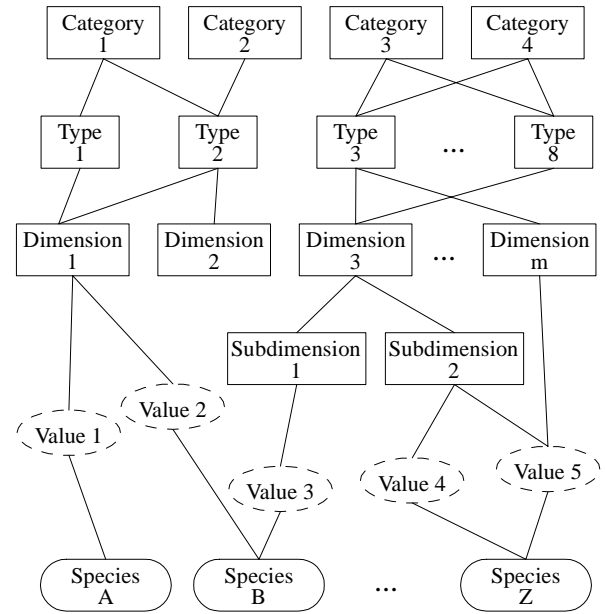 Category
1
Category
2
Category
3
Category
4
Type
1
Type
2
Type
3
...
Type
8
Dimension
1
Dimension
2
Dimension
3
...
Dimension
m
Subdimension
1
Subdimension
2
Value 1
Value 2
Value 3
Value 4
Value 5
Species
A
Species
B
...
Species
Z